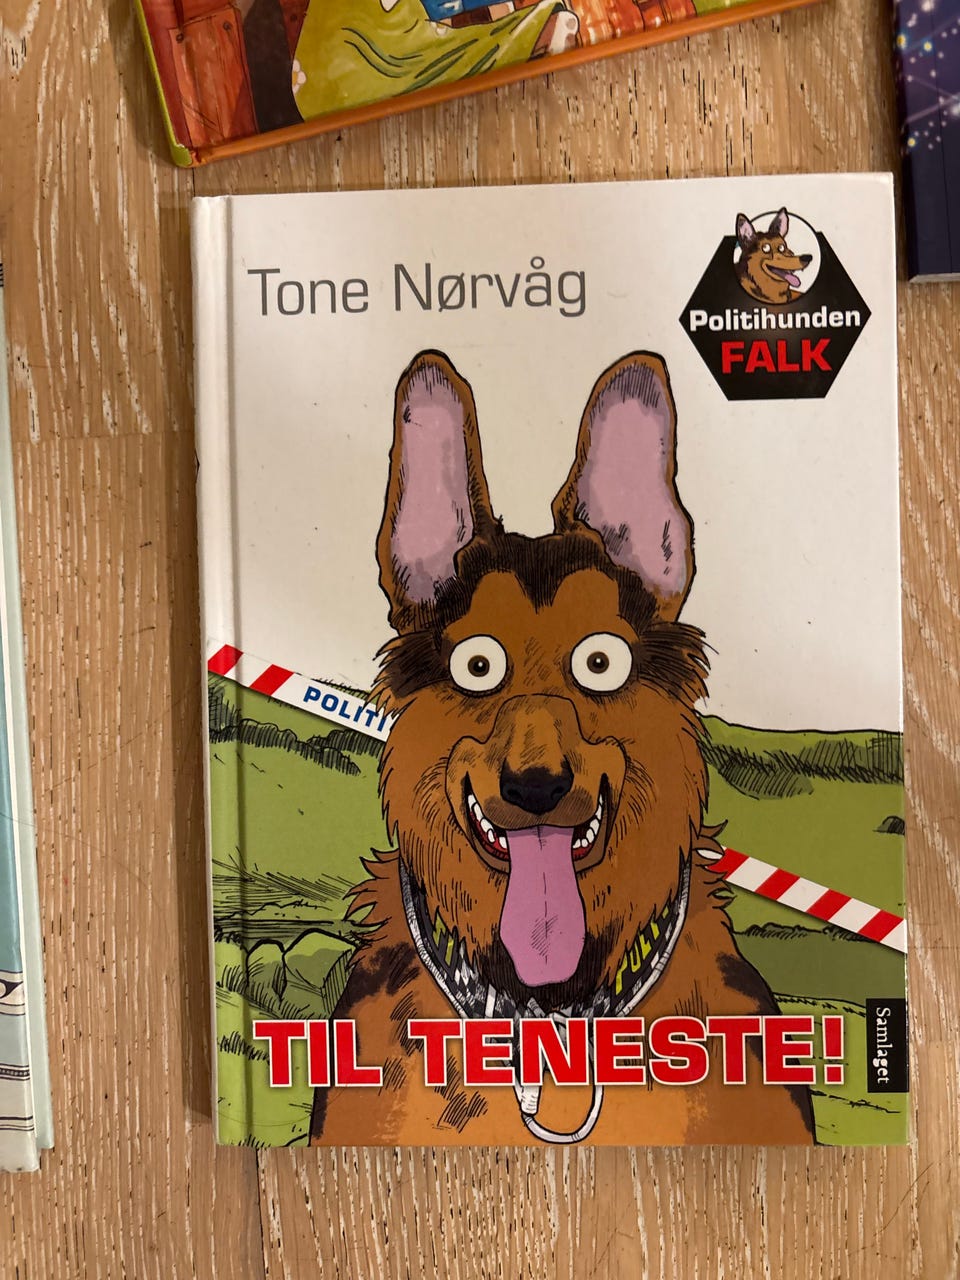 Tone Nørvåg
Politihunden
FALK
POLITI
TIL TENESTE!
Samlaget